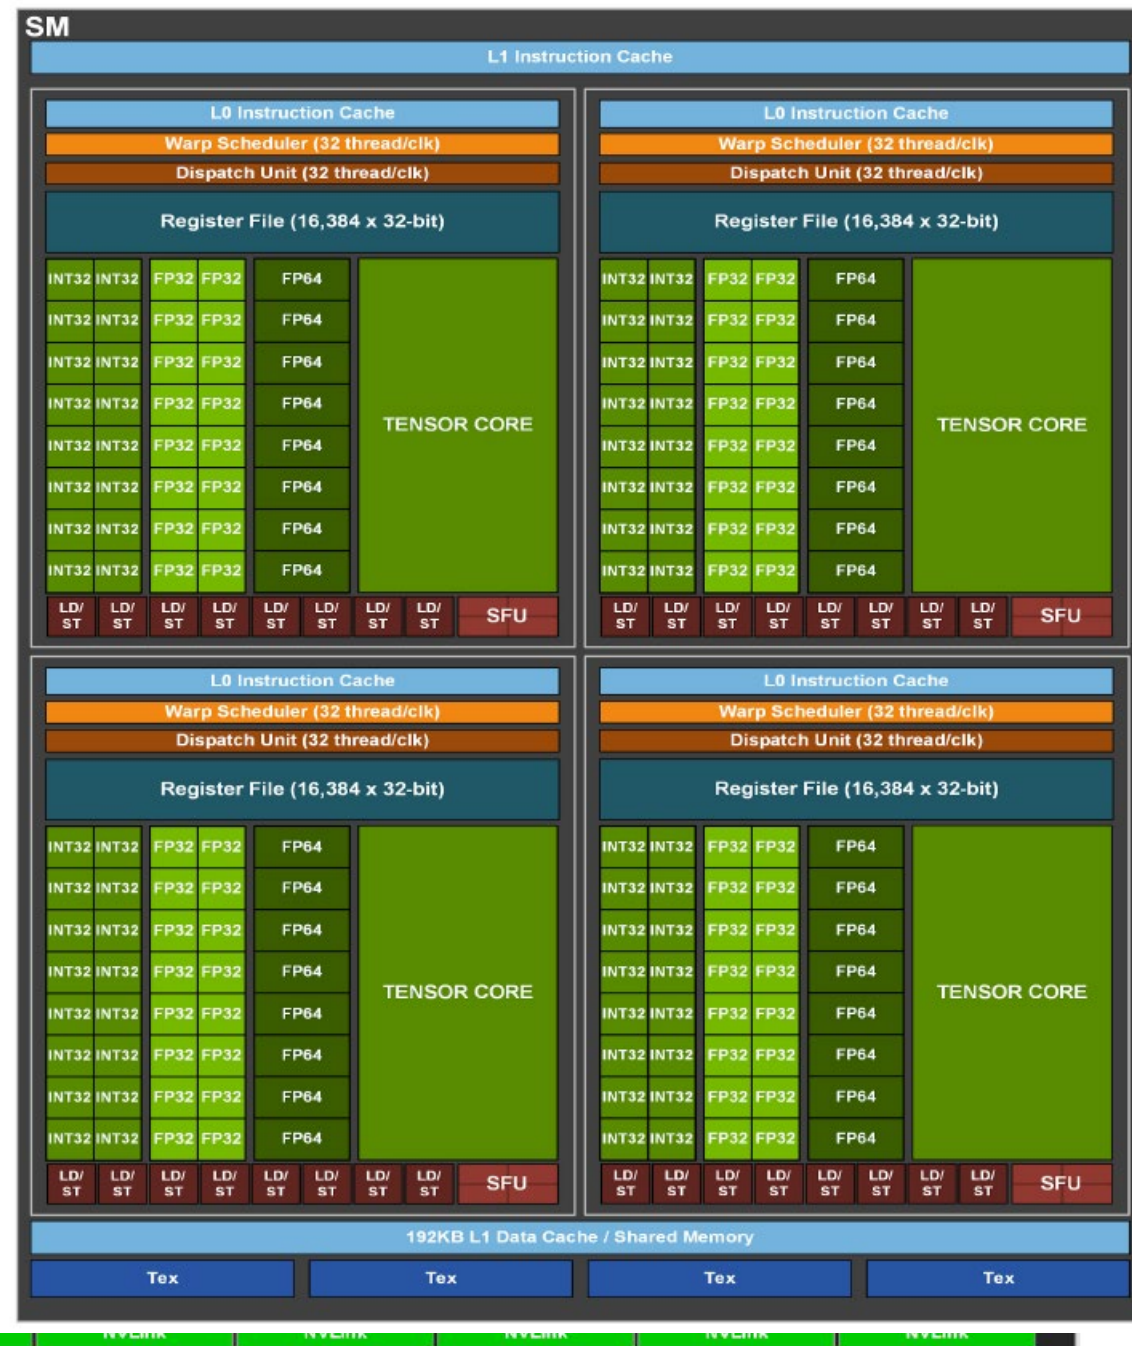 SM
L1 Instruction Cache
L0 Instruction Cache
Warp Scheduler (32 thread/clk)
Dispatch Unit (32 thread/clk)
Register File (16,384 x 32-bit)
INT32 INT32 FP32 FP32 FP64
INT32 INT32 FP32 FP32 FP64
INT32 INT32 FP32 FP32 FP64
INT32 INT32 FP32 FP32 FP64
TENSOR CORE
INT32 INT32 FP32 FP32 FP64
INT32 INT32 FP32 FP32 FP64
INT32 INT32 FP32 FP32 FP64
INT32 INT32 FP32 FP32 FP64
LD/ LD/ LD/ LD/ LD/ LD/ LD/ LD/
ST ST ST ST ST ST ST ST
SFU
L0 Instruction Cache
Warp Scheduler (32 thread/clk)
Dispatch Unit (32 thread/clk)
Register File (16,384 x 32-bit)
INT32 INT32 FP32 FP32 FP64
INT32 INT32 FP32 FP32 FP64
INT32 INT32 FP32 FP32 FP64
INT32 INT32 FP32 FP32 FP64
TENSOR CORE
INT32 INT32 FP32 FP32 FP64
INT32 INT32 FP32 FP32 FP64
INT32 INT32 FP32 FP32 FP64
INT32 INT32 FP32 FP32 FP64
LD/ LD/ LD/ LD/ LD/ LD/ LD/ LD/
ST ST ST ST ST ST ST ST
SFU
L0 Instruction Cache
Warp Scheduler (32 thread/clk)
Dispatch Unit (32 thread/clk)
Register File (16,384 x 32-bit)
INT32 INT32 FP32 FP32 FP64
INT32 INT32 FP32 FP32 FP64
INT32 INT32 FP32 FP32 FP64
INT32 INT32 FP32 FP32 FP64
TENSOR CORE
INT32 INT32 FP32 FP32 FP64
INT32 INT32 FP32 FP32 FP64
INT32 INT32 FP32 FP32 FP64
INT32 INT32 FP32 FP32 FP64
LD/ LD/ LD/ LD/ LD/ LD/ LD/ LD/
ST ST ST ST ST ST ST ST
SFU
L0 Instruction Cache
Warp Scheduler (32 thread/clk)
Dispatch Unit (32 thread/clk)
Register File (16,384 x 32-bit)
INT32 INT32 FP32 FP32 FP64
INT32 INT32 FP32 FP32 FP64
INT32 INT32 FP32 FP32 FP64
INT32 INT32 FP32 FP32 FP64
TENSOR CORE
INT32 INT32 FP32 FP32 FP64
INT32 INT32 FP32 FP32 FP64
INT32 INT32 FP32 FP32 FP64
INT32 INT32 FP32 FP32 FP64
LD/ LD/ LD/ LD/ LD/ LD/ LD/ LD/
ST ST ST ST ST ST ST ST
SFU
192KB L1 Data Cache / Shared Memory
Tex Tex Tex Tex
NVLink NVLink NVLink NVLink NVLink